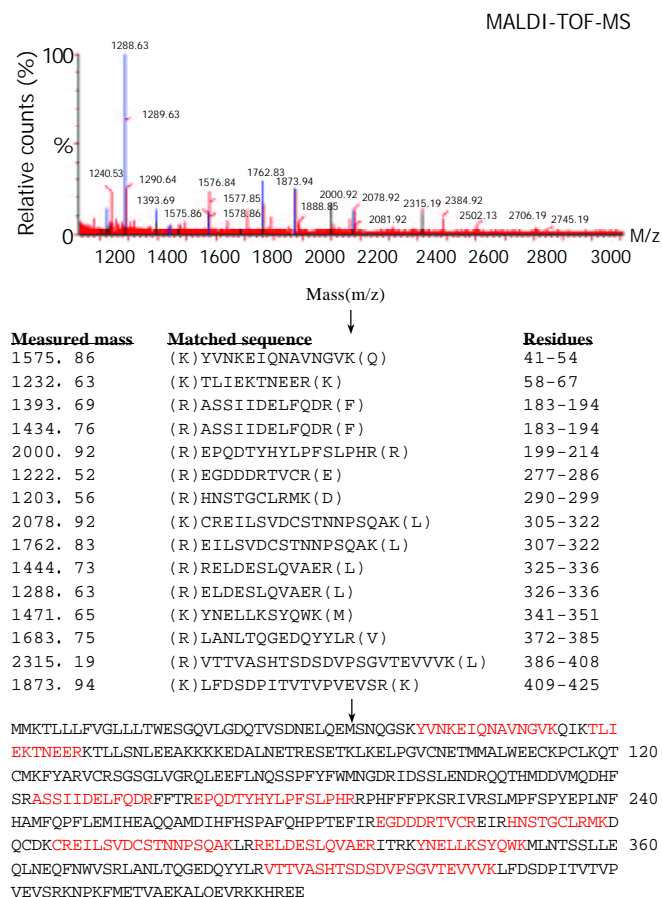 MALDI-TOF-MS
Relative counts (%)
100
%
0
1288.63
1289.63
1240.53
1290.64
1393.69
1575.86
1576.84
1577.85
1578.86
1762.83
1873.94
1888.85
2000.92
2078.92
2081.92
2315.19
2384.92
2502.13
2706.19
2745.19
1200 1400 1600 1800 2000 2200 2400 2600 2800 3000 M/z
Mass(m/z)
Measured mass Matched sequence Residues
1575. 86 (K)YVNKEIQNAVNGVK(Q) 41-54
1232. 63 (K)TLIEKTNEER(K) 58-67
1393. 69 (R)ASSIIDELFQDR(F) 183-194
1434. 76 (R)ASSIIDELFQDR(F) 183-194
2000. 92 (R)EPQDTYHYLPFSLPHR(R) 199-214
1222. 52 (R)EGDDDRTVCR(E) 277-286
1203. 56 (R)HNSTGCLRMK(D) 290-299
2078. 92 (K)CREILSVDCSTNNPSQAK(L) 305-322
1762. 83 (R)EILSVDCSTNNPSQAK(L) 307-322
1444. 73 (R)RELDESLQVAER(L) 325-336
1288. 63 (R)ELDESLQVAER(L) 326-336
1471. 65 (K)YNELLKSYQWK(M) 341-351
1683. 75 (R)LANLTQGEDQYYLR(V) 372-385
2315. 19 (R)VTTVASHTSDSDVPSGVTEVVVK(L) 386-408
1873. 94 (K)LFDSDPITVTVPVEVSR(K) 409-425
MMKTLLLFVGLLLTWESGQVLGDQTVSDNELQEMSNQGSKYVNKEIQNAVNGVKQIKTLI
EKTNEERKTLLSNLEEAKKKKEDALNETRESETKLKELPGVCNETMMALWEECKPCLKQT 120
CMKFYARVCRSGSGLVGRQLEEFLNQSSPFYFWMNGDRIDSSLENDRQQTHMDDVMQDHF
SRASSIIDELFQDRFFTREPQDTYHYLPFSLPHRRPHFFFPKSRIVRSLMPFSPYEPLNF 240
HAMFQPFLEMIHEAQQAMDIHFHSPAFQHPPTEFIREGDDDRTVCREIRHNSTGCLRMKD
QCDKCREILSVDCSTNNPSQAKLRRELDESLQVAERITRKYNELLKSYQWKMLNTSSLLE 360
QLNEQFNWVSRLANLTQGEDQYYLRVTTVASHTSDSDVPSGVTEVVVKLFDSDPITVTVP
VEVSRKNPKFMETVAEKALQEVRKKHREE